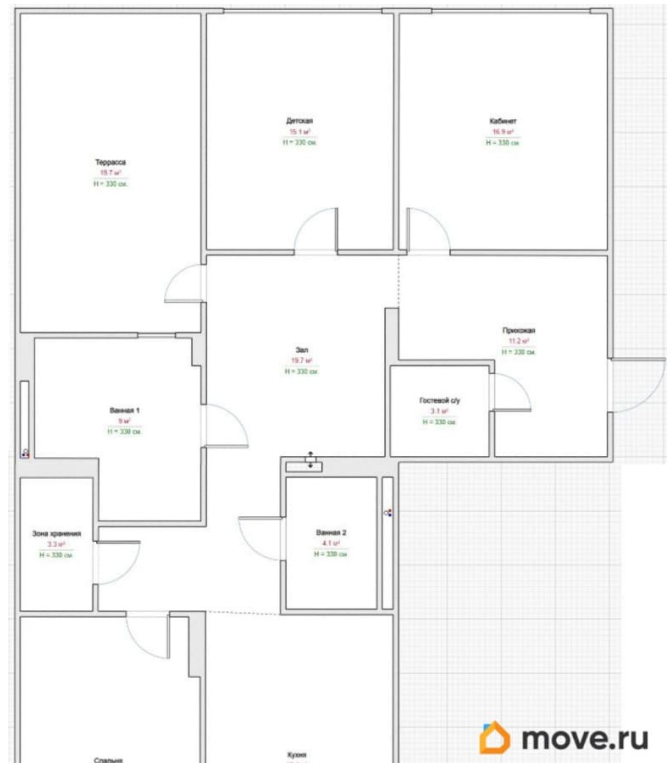 Детская
15.1 м²
H = 330 см.
Кабинет
16.9 м²
H = 330 см.
Терраса
19.7 м²
H = 330 см.
Прихожая
11.2 м²
H = 330 см.
Зал
19.7 м²
H = 330 см.
Гостевой с/у
3.1 м²
H = 330 см.
Ванная 1
9 м²
H = 330 см.
Зона хранения
3.3 м²
H = 330 см.
Ванная 2
4.1 м²
H = 330 см.
Спальня
Кухня
move.ru